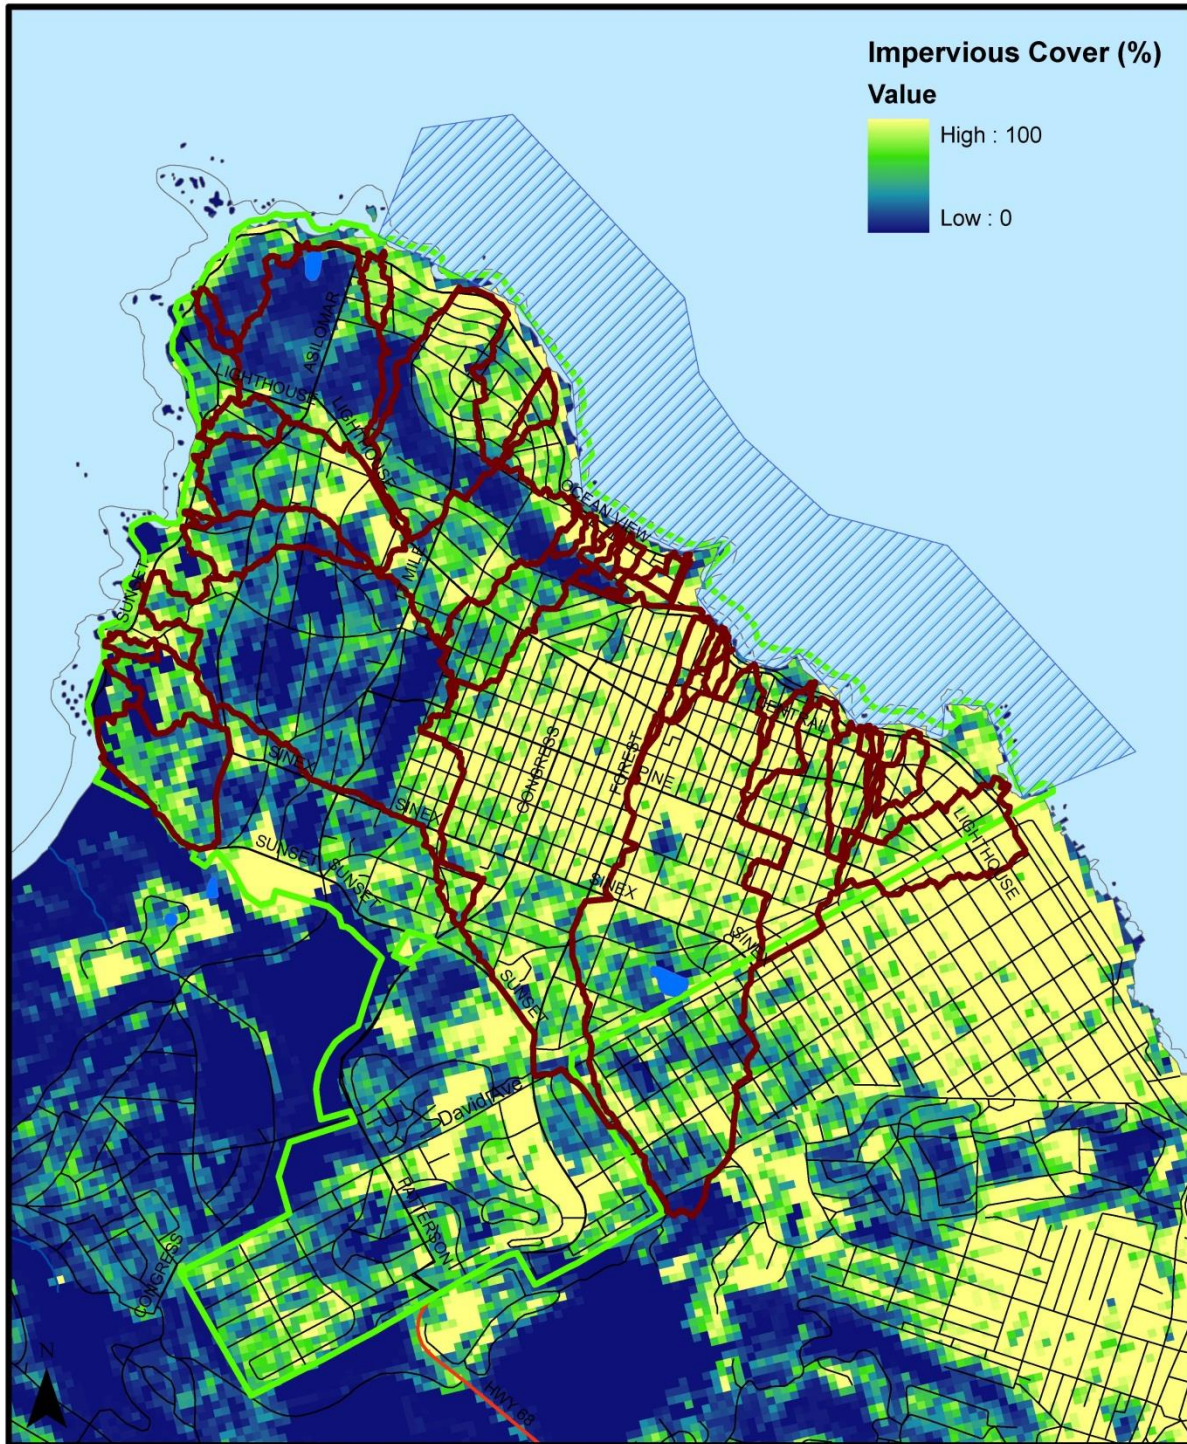 Impervious Cover (%)
Value
High : 100
Low : 0
ASILOMAR
LIGHTHOUSE
LIGHTHOUSE
OCEAN VIEW
MILE
SUNSET
CENTRAL
SINEX
CONGRESS
FOREST
PINE
SINEX
LIGHTHOUSE
SUNSET
SUNSET
SINEX
SINEX
SUNSET
David Ave
PATTERSON
CONGRESS
N
HWY 68